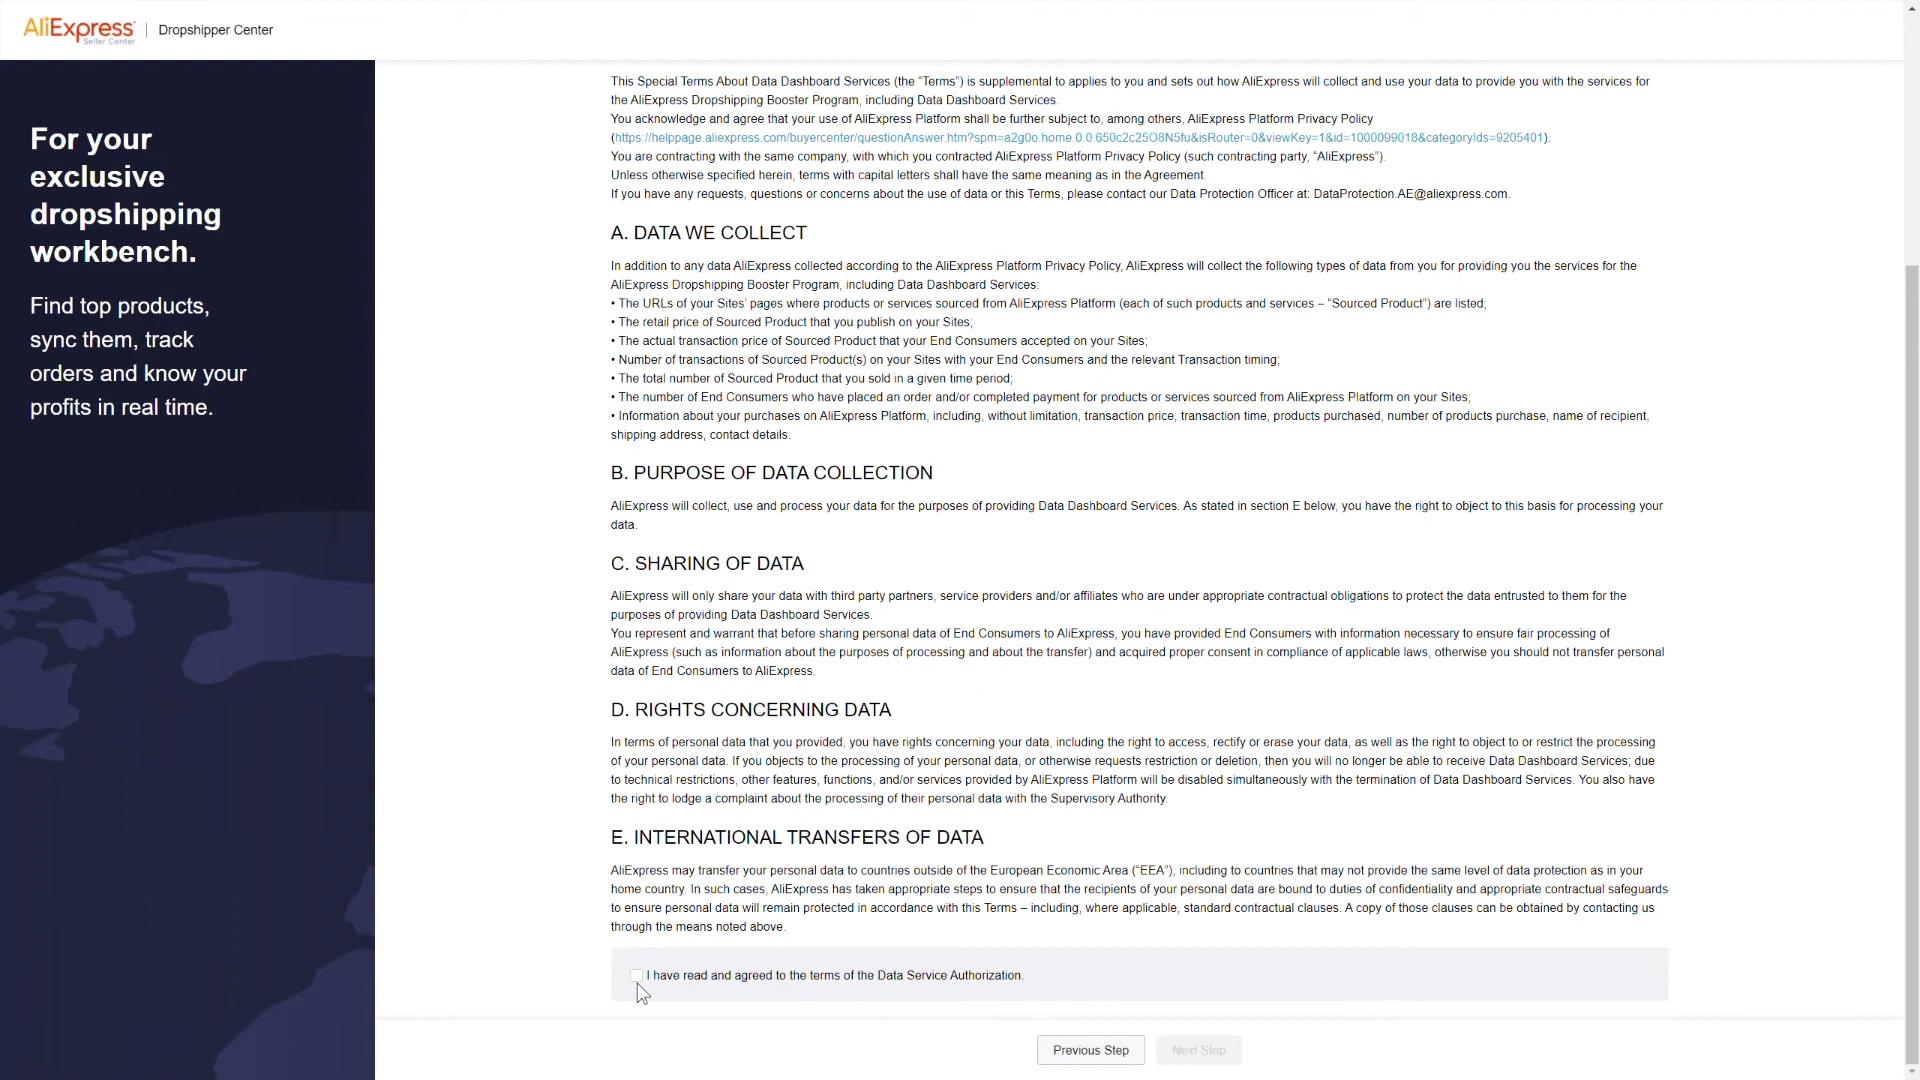 AliExpress
Seller Center
Dropshipper Center
For your
exclusive
dropshipping
workbench.
Find top products,
sync them, track
orders and know your
profits in real time.
This Special Terms About Data Dashboard Services (the “Terms”) is supplemental to applies to you and sets out how AliExpress will collect and use your data to provide you with the services for
the AliExpress Dropshipping Booster Program, including Data Dashboard Services.
You acknowledge and agree that your use of AliExpress Platform shall be further subject to, among others, AliExpress Platform Privacy Policy
(https://helppage.aliexpress.com/buyercenter/questionAnswer.htm?spm=a2g0o.home.0.0.650c2c25O8N5fu&isRouter=0&viewKey=1&id=1000099018&categoryIds=9205401).
You are contracting with the same company, with which you contracted AliExpress Platform Privacy Policy (such contracting party, “AliExpress”).
Unless otherwise specified herein, terms with capital letters shall have the same meaning as in the Agreement.
If you have any requests, questions or concerns about the use of data or this Terms, please contact our Data Protection Officer at: DataProtection.AE@aliexpress.com.
A. DATA WE COLLECT
In addition to any data AliExpress collected according to the AliExpress Platform Privacy Policy, AliExpress will collect the following types of data from you for providing you the services for the
AliExpress Dropshipping Booster Program, including Data Dashboard Services:
• The URLs of your Sites’ pages where products or services sourced from AliExpress Platform (each of such products and services – “Sourced Product”) are listed;
• The retail price of Sourced Product that you publish on your Sites;
• The actual transaction price of Sourced Product that your End Consumers accepted on your Sites;
• Number of transactions of Sourced Product(s) on your Sites with your End Consumers and the relevant Transaction timing;
• The total number of Sourced Product that you sold in a given time period;
• The number of End Consumers who have placed an order and/or completed payment for products or services sourced from AliExpress Platform on your Sites;
• Information about your purchases on AliExpress Platform, including, without limitation, transaction price, transaction time, products purchased, number of products purchase, name of recipient,
shipping address, contact details.
B. PURPOSE OF DATA COLLECTION
AliExpress will collect, use and process your data for the purposes of providing Data Dashboard Services. As stated in section E below, you have the right to object to this basis for processing your
data.
C. SHARING OF DATA
AliExpress will only share your data with third party partners, service providers and/or affiliates who are under appropriate contractual obligations to protect the data entrusted to them for the
purposes of providing Data Dashboard Services.
You represent and warrant that before sharing personal data of End Consumers to AliExpress, you have provided End Consumers with information necessary to ensure fair processing of
AliExpress (such as information about the purposes of processing and about the transfer) and acquired proper consent in compliance of applicable laws, otherwise you should not transfer personal
data of End Consumers to AliExpress.
D. RIGHTS CONCERNING DATA
In terms of personal data that you provided, you have rights concerning your data, including the right to access, rectify or erase your data, as well as the right to object to or restrict the processing
of your personal data. If you objects to the processing of your personal data, or otherwise requests restriction or deletion, then you will no longer be able to receive Data Dashboard Services; due
to technical restrictions, other features, functions, and/or services provided by AliExpress Platform will be disabled simultaneously with the termination of Data Dashboard Services. You also have
the right to lodge a complaint about the processing of their personal data with the Supervisory Authority.
E. INTERNATIONAL TRANSFERS OF DATA
AliExpress may transfer your personal data to countries outside of the European Economic Area (“EEA”), including to countries that may not provide the same level of data protection as in your
home country. In such cases, AliExpress has taken appropriate steps to ensure that the recipients of your personal data are bound to duties of confidentiality and appropriate contractual safeguards
to ensure personal data will remain protected in accordance with this Terms – including, where applicable, standard contractual clauses. A copy of those clauses can be obtained by contacting us
through the means noted above.
I have read and agreed to the terms of the Data Service Authorization.
Previous Step
Next Step